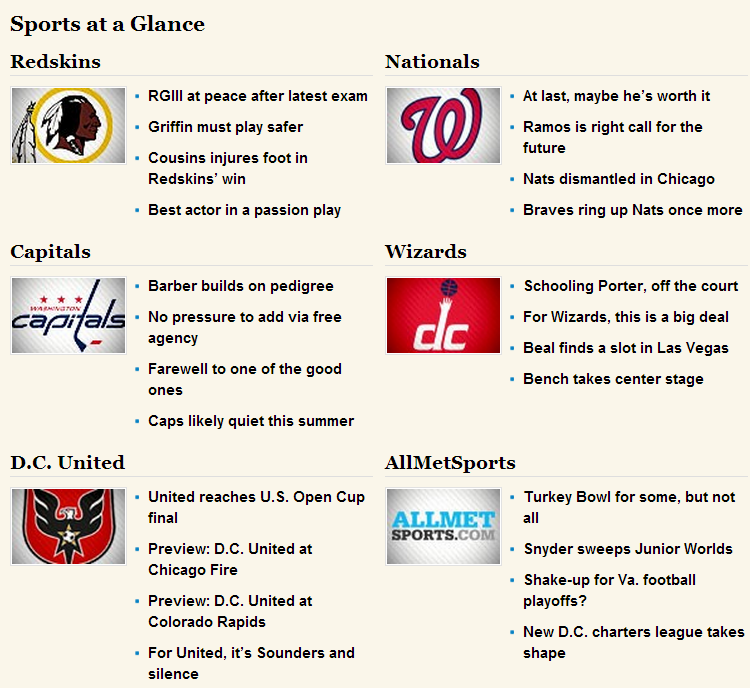 Sports at a Glance
Redskins
RGIII at peace after latest exam
Griffin must play safer
Cousins injures foot in
Redskins' win
Best actor in a passion play
Nationals
W
At last, maybe he's worth it
Ramos is right call for the
future
Nats dismantled in Chicago
Braves ring up Nats once more
Capitals
WASHINGTON
capitals
Barber builds on pedigree
No pressure to add via free
agency
Farewell to one of the good
ones
Caps likely quiet this summer
Wizards
dc
Schooling Porter, off the court
For Wizards, this is a big deal
Beal finds a slot in Las Vegas
Bench takes center stage
D.C. United
United reaches U.S. Open Cup
final
Preview: D.C. United at
Chicago Fire
Preview: D.C. United at
Colorado Rapids
For United, it's Sounders and
silence
AllMetSports
ALLMET
SPORTS.COM
Turkey Bowl for some, but not
all
Snyder sweeps Junior Worlds
Shake-up for Va. football
playoffs?
New D.C. charters league takes
shape